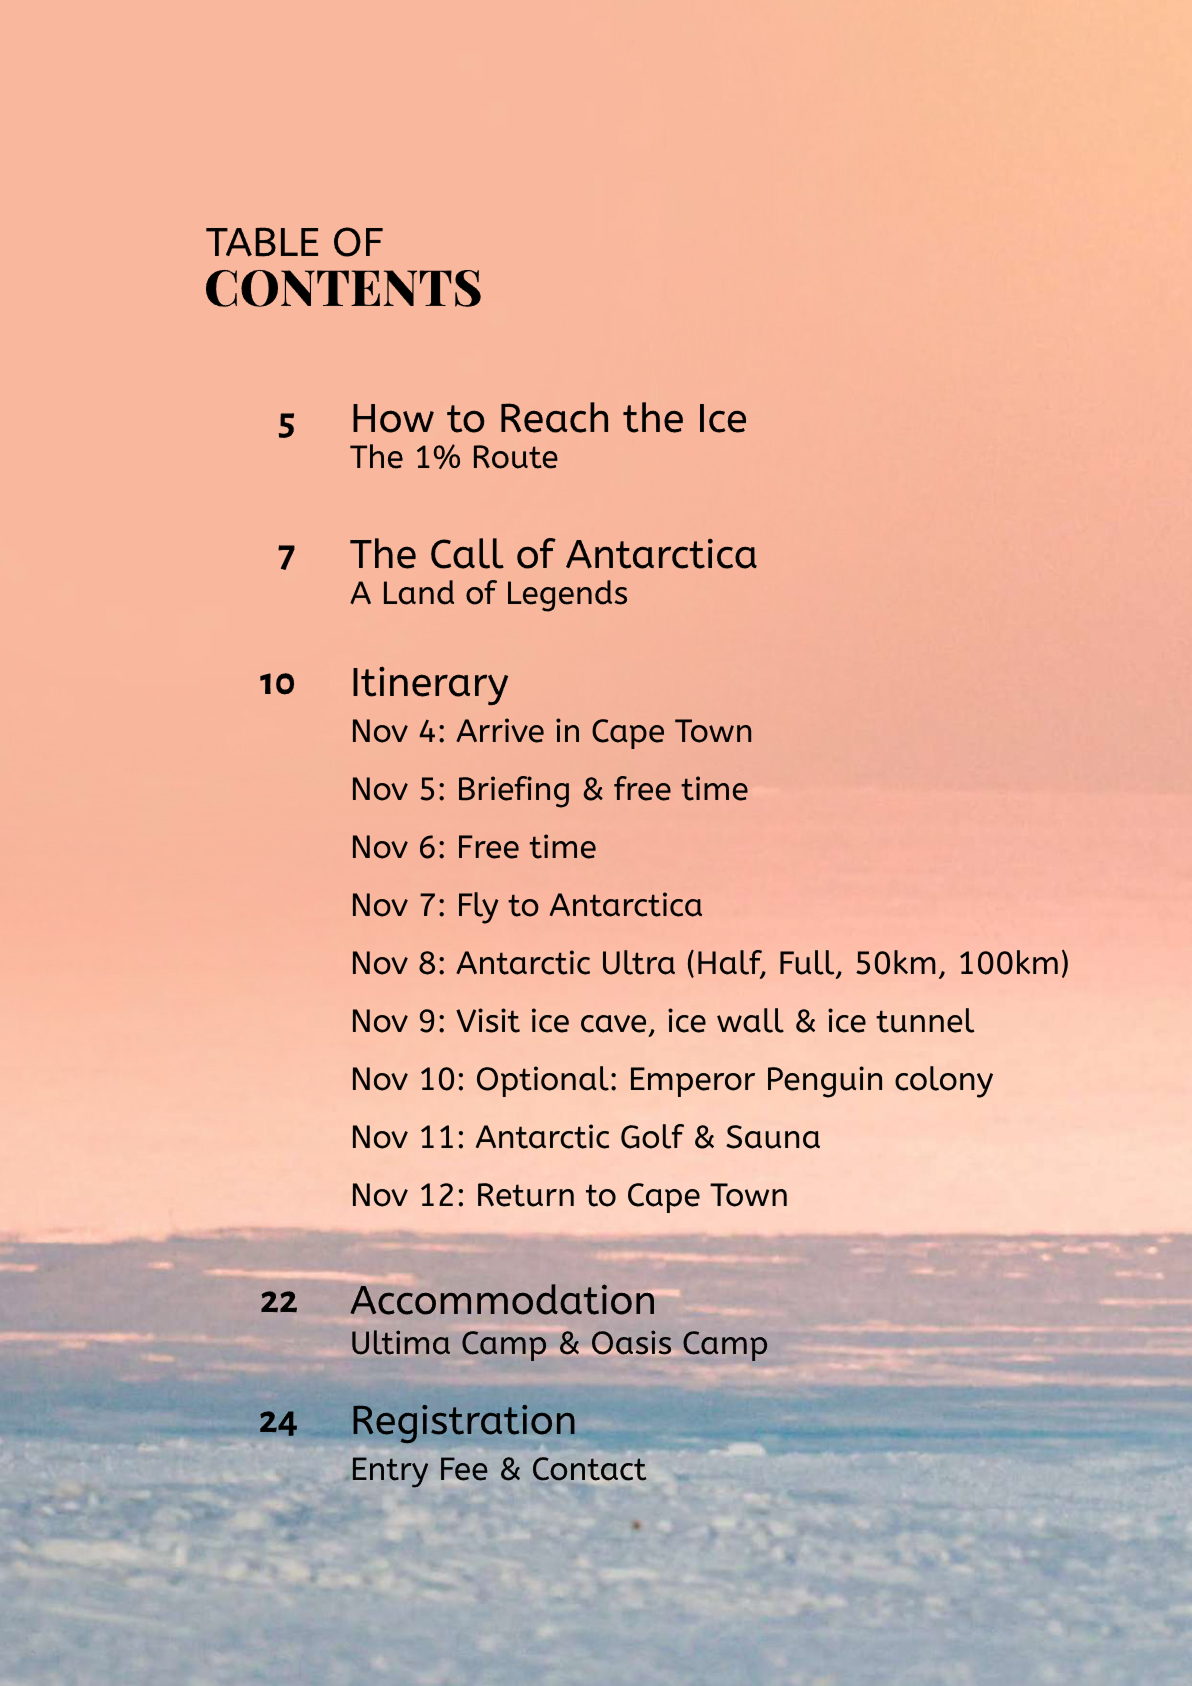 TABLE OF
CONTENTS
5 How to Reach the Ice
The 1% Route
7 The Call of Antarctica
A Land of Legends
10 Itinerary
Nov 4: Arrive in Cape Town
Nov 5: Briefing & free time
Nov 6: Free time
Nov 7: Fly to Antarctica
Nov 8: Antarctic Ultra (Half, Full, 50km, 100km)
Nov 9: Visit ice cave, ice wall & ice tunnel
Nov 10: Optional: Emperor Penguin colony
Nov 11: Antarctic Golf & Sauna
Nov 12: Return to Cape Town
22 Accommodation
Ultima Camp & Oasis Camp
24 Registration
Entry Fee & Contact